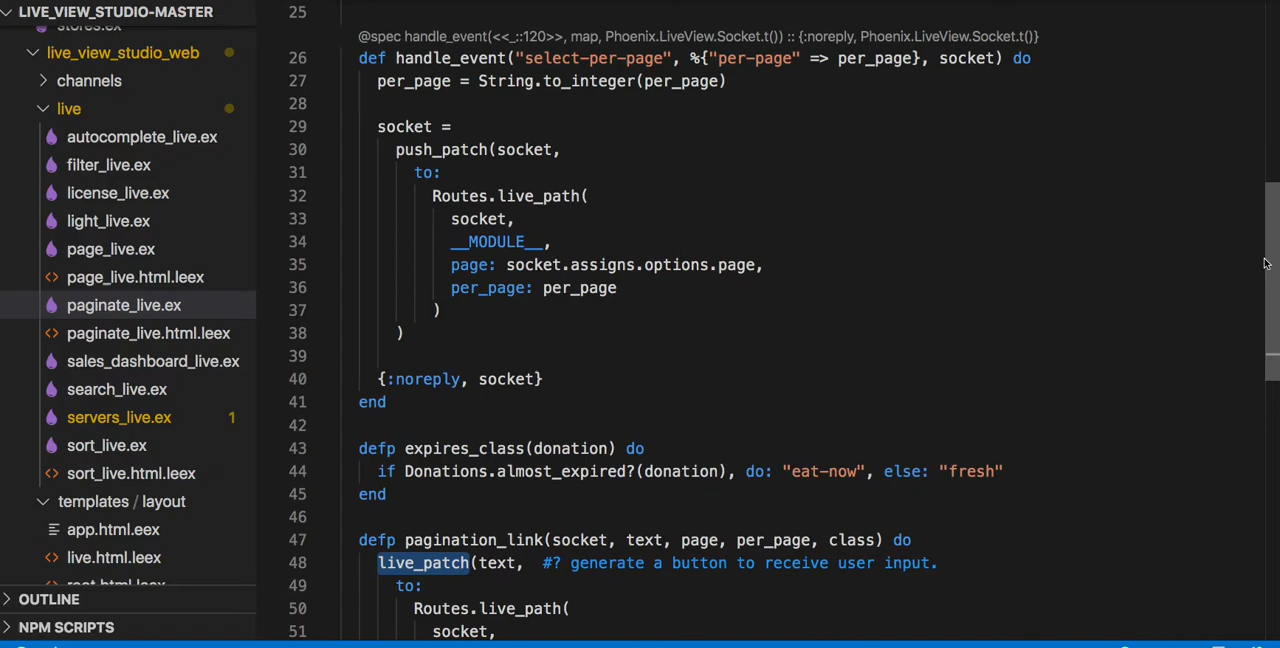 LIVE_VIEW_STUDIO-MASTER
stores.ex
live_view_studio_web
channels
live
autocomplete_live.ex
filter_live.ex
license_live.ex
light_live.ex
page_live.ex
page_live.html.leex
paginate_live.ex
paginate_live.html.leex
sales_dashboard_live.ex
search_live.ex
servers_live.ex 1
sort_live.ex
sort_live.html.leex
templates / layout
app.html.eex
live.html.leex
root.html.leex
OUTLINE
NPM SCRIPTS
25
@spec handle_event(<<_::120>>, map, Phoenix.LiveView.Socket.t()) :: {:noreply, Phoenix.LiveView.Socket.t()}
26 def handle_event("select-per-page", %{"per-page" => per_page}, socket) do
27 per_page = String.to_integer(per_page)
28
29 socket =
30 push_patch(socket,
31 to:
32 Routes.live_path(
33 socket,
34 __MODULE__,
35 page: socket.assigns.options.page,
36 per_page: per_page
37 )
38 )
39
40 {:noreply, socket}
41 end
42
43 defp expires_class(donation) do
44 if Donations.almost_expired?(donation), do: "eat-now", else: "fresh"
45 end
46
47 defp pagination_link(socket, text, page, per_page, class) do
48 live_patch(text, #? generate a button to receive user input.
49 to:
50 Routes.live_path(
51 socket,